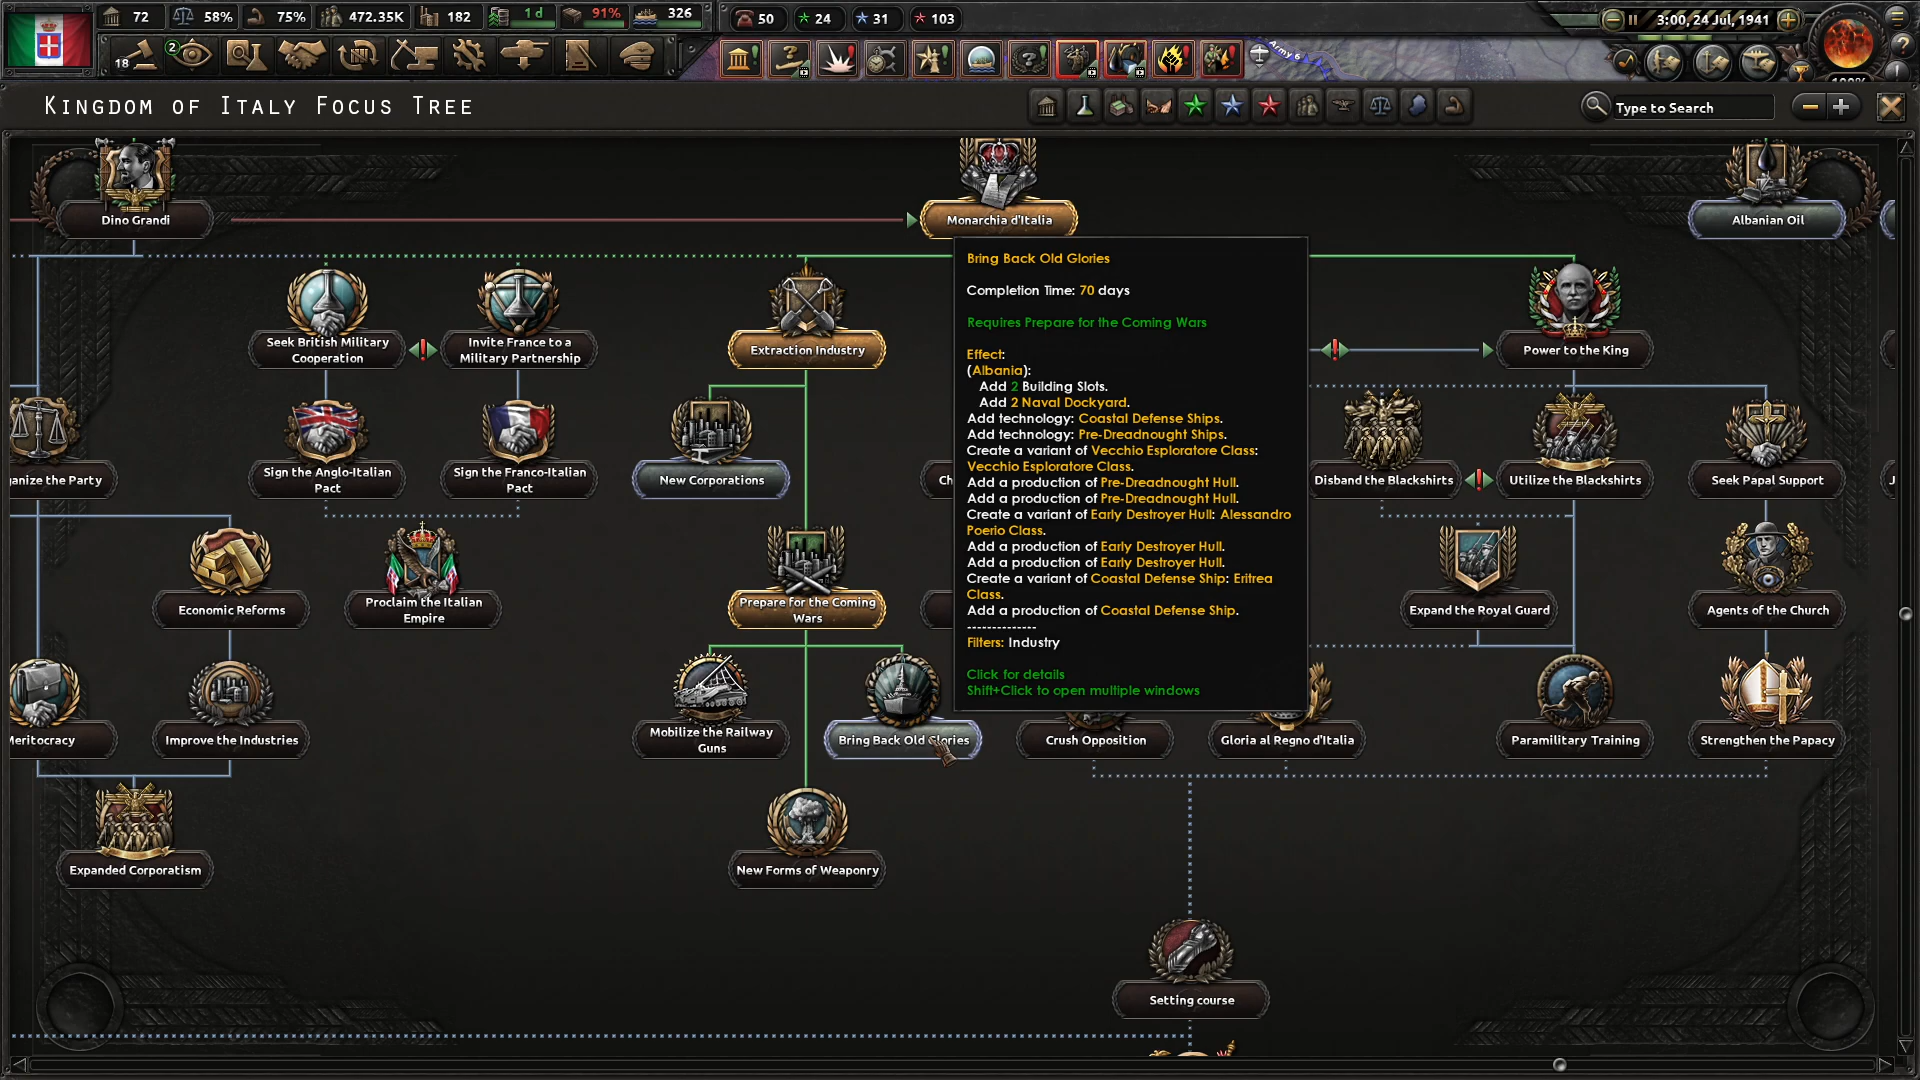 72
58%
75%
472.35K
182
1 d
91%
326
50
24
31
103
3:00, 24 Jul, 1941
18
2
Army 6
Kingdom of Italy Focus Tree
Type to Search
Dino Grandi
Monarchia d'Italia
Albanian Oil
Bring Back Old Glories
Completion Time: 70 days
Requires Prepare for the Coming Wars
Effect:
(Albania):
Add 2 Building Slots.
Add 2 Naval Dockyard.
Add technology: Coastal Defense Ships.
Add technology: Pre-Dreadnought Ships.
Create a variant of Vecchio Esploratore Class:
Vecchio Esploratore Class.
Add a production of Pre-Dreadnought Hull.
Add a production of Pre-Dreadnought Hull.
Create a variant of Early Destroyer Hull: Alessandro
Poerio Class.
Add a production of Early Destroyer Hull.
Add a production of Early Destroyer Hull.
Create a variant of Coastal Defense Ship: Eritrea
Class.
Add a production of Coastal Defense Ship.
--------------
Filters: Industry
Click for details
Shift+Click to open multiple windows
Seek British Military
Cooperation
Invite France to a
Military Partnership
Extraction Industry
Power to the King
anize the Party
Sign the Anglo-Italian
Pact
Sign the Franco-Italian
Pact
New Corporations
Ch
Disband the Blackshirts
Utilize the Blackshirts
Seek Papal Support
Economic Reforms
Proclaim the Italian
Empire
Prepare for the Coming
Wars
Expand the Royal Guard
Agents of the Church
Meritocracy
Improve the Industries
Mobilize the Railway
Guns
Bring Back Old Glories
Crush Opposition
Gloria al Regno d'Italia
Paramilitary Training
Strengthen the Papacy
Expanded Corporatism
New Forms of Weaponry
Setting course